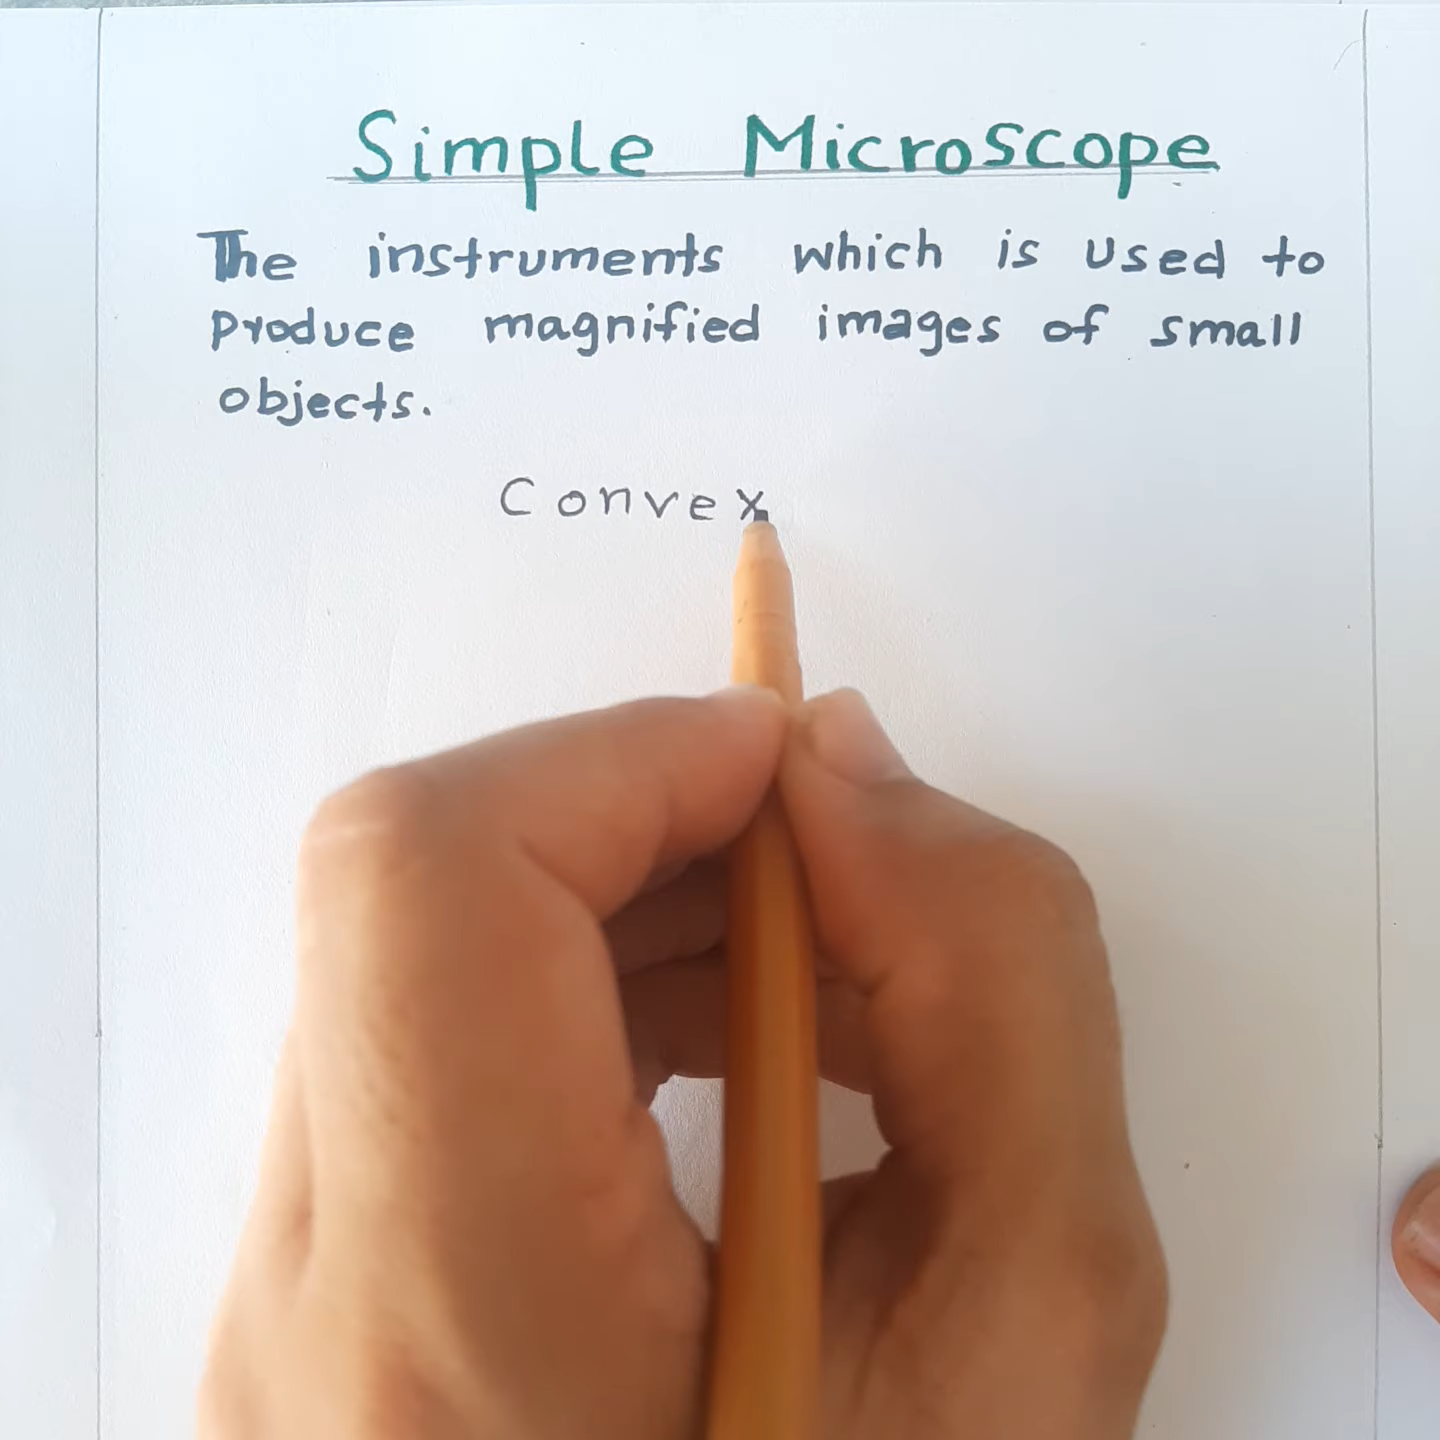 Simple Microscope
The instruments which is used to
produce magnified images of small
objects.
Convex